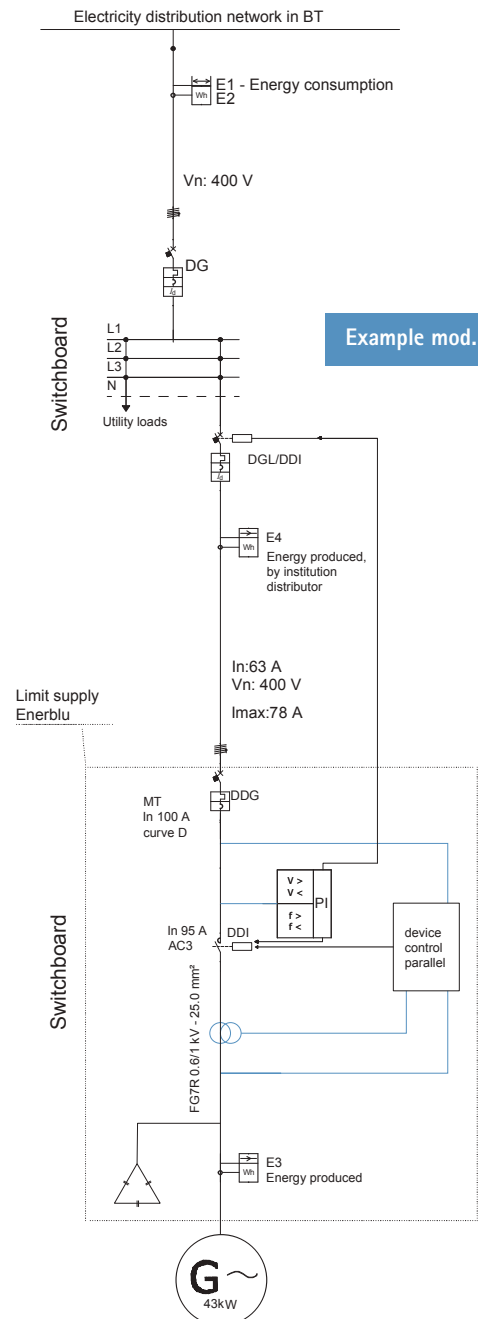 Electricity distribution network in BT
E1 - Energy consumption
Wh
E2
Vn: 400 V
DG
Id
Switchboard
L1
L2
L3
N
Utility loads
Example mod.
DGL/DDI
Id
E4
Wh
Energy produced,
by institution
distributor
In:63 A
Vn: 400 V
Imax:78 A
Limit supply
Enerblu
MT
In 100 A
curve D
DDG
V >
V <
PI
f >
f <
In 95 A
AC3
DDI
device
control
parallel
Switchboard
FG7R 0.6/1 kV - 25.0 mm²
E3
Wh
Energy produced
G
43kW